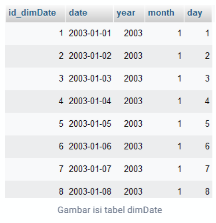 id_dimDate date year month day
1 2003-01-01 2003 1 1
2 2003-01-02 2003 1 2
3 2003-01-03 2003 1 3
4 2003-01-04 2003 1 4
5 2003-01-05 2003 1 5
6 2003-01-06 2003 1 6
7 2003-01-07 2003 1 7
8 2003-01-08 2003 1 8
Gambar isi tabel dimDate